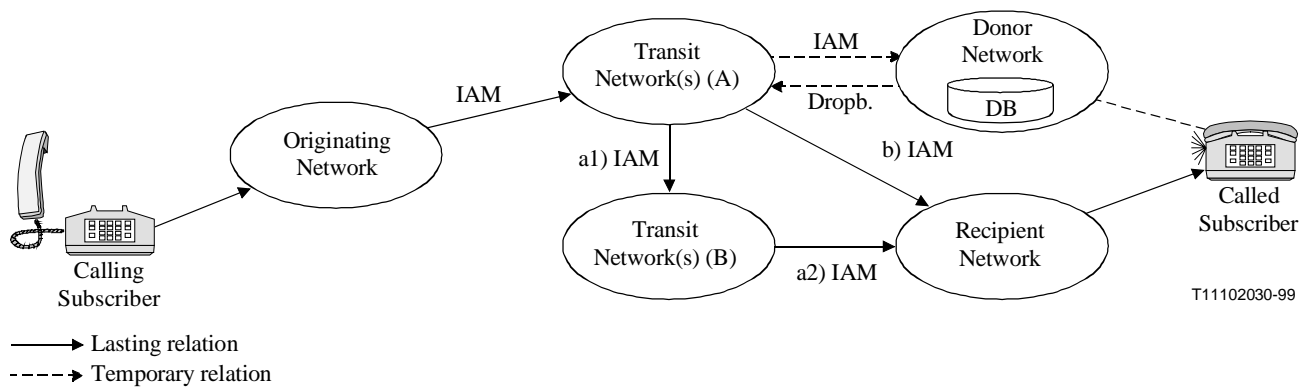 Donor
Network
DB
IAM
Dropb.
Transit
Network(s) (A)
IAM
Originating
Network
a1) IAM
b) IAM
Called
Subscriber
Transit
Network(s) (B)
a2) IAM
Recipient
Network
Calling
Subscriber
T11102030-99
Lasting relation
Temporary relation